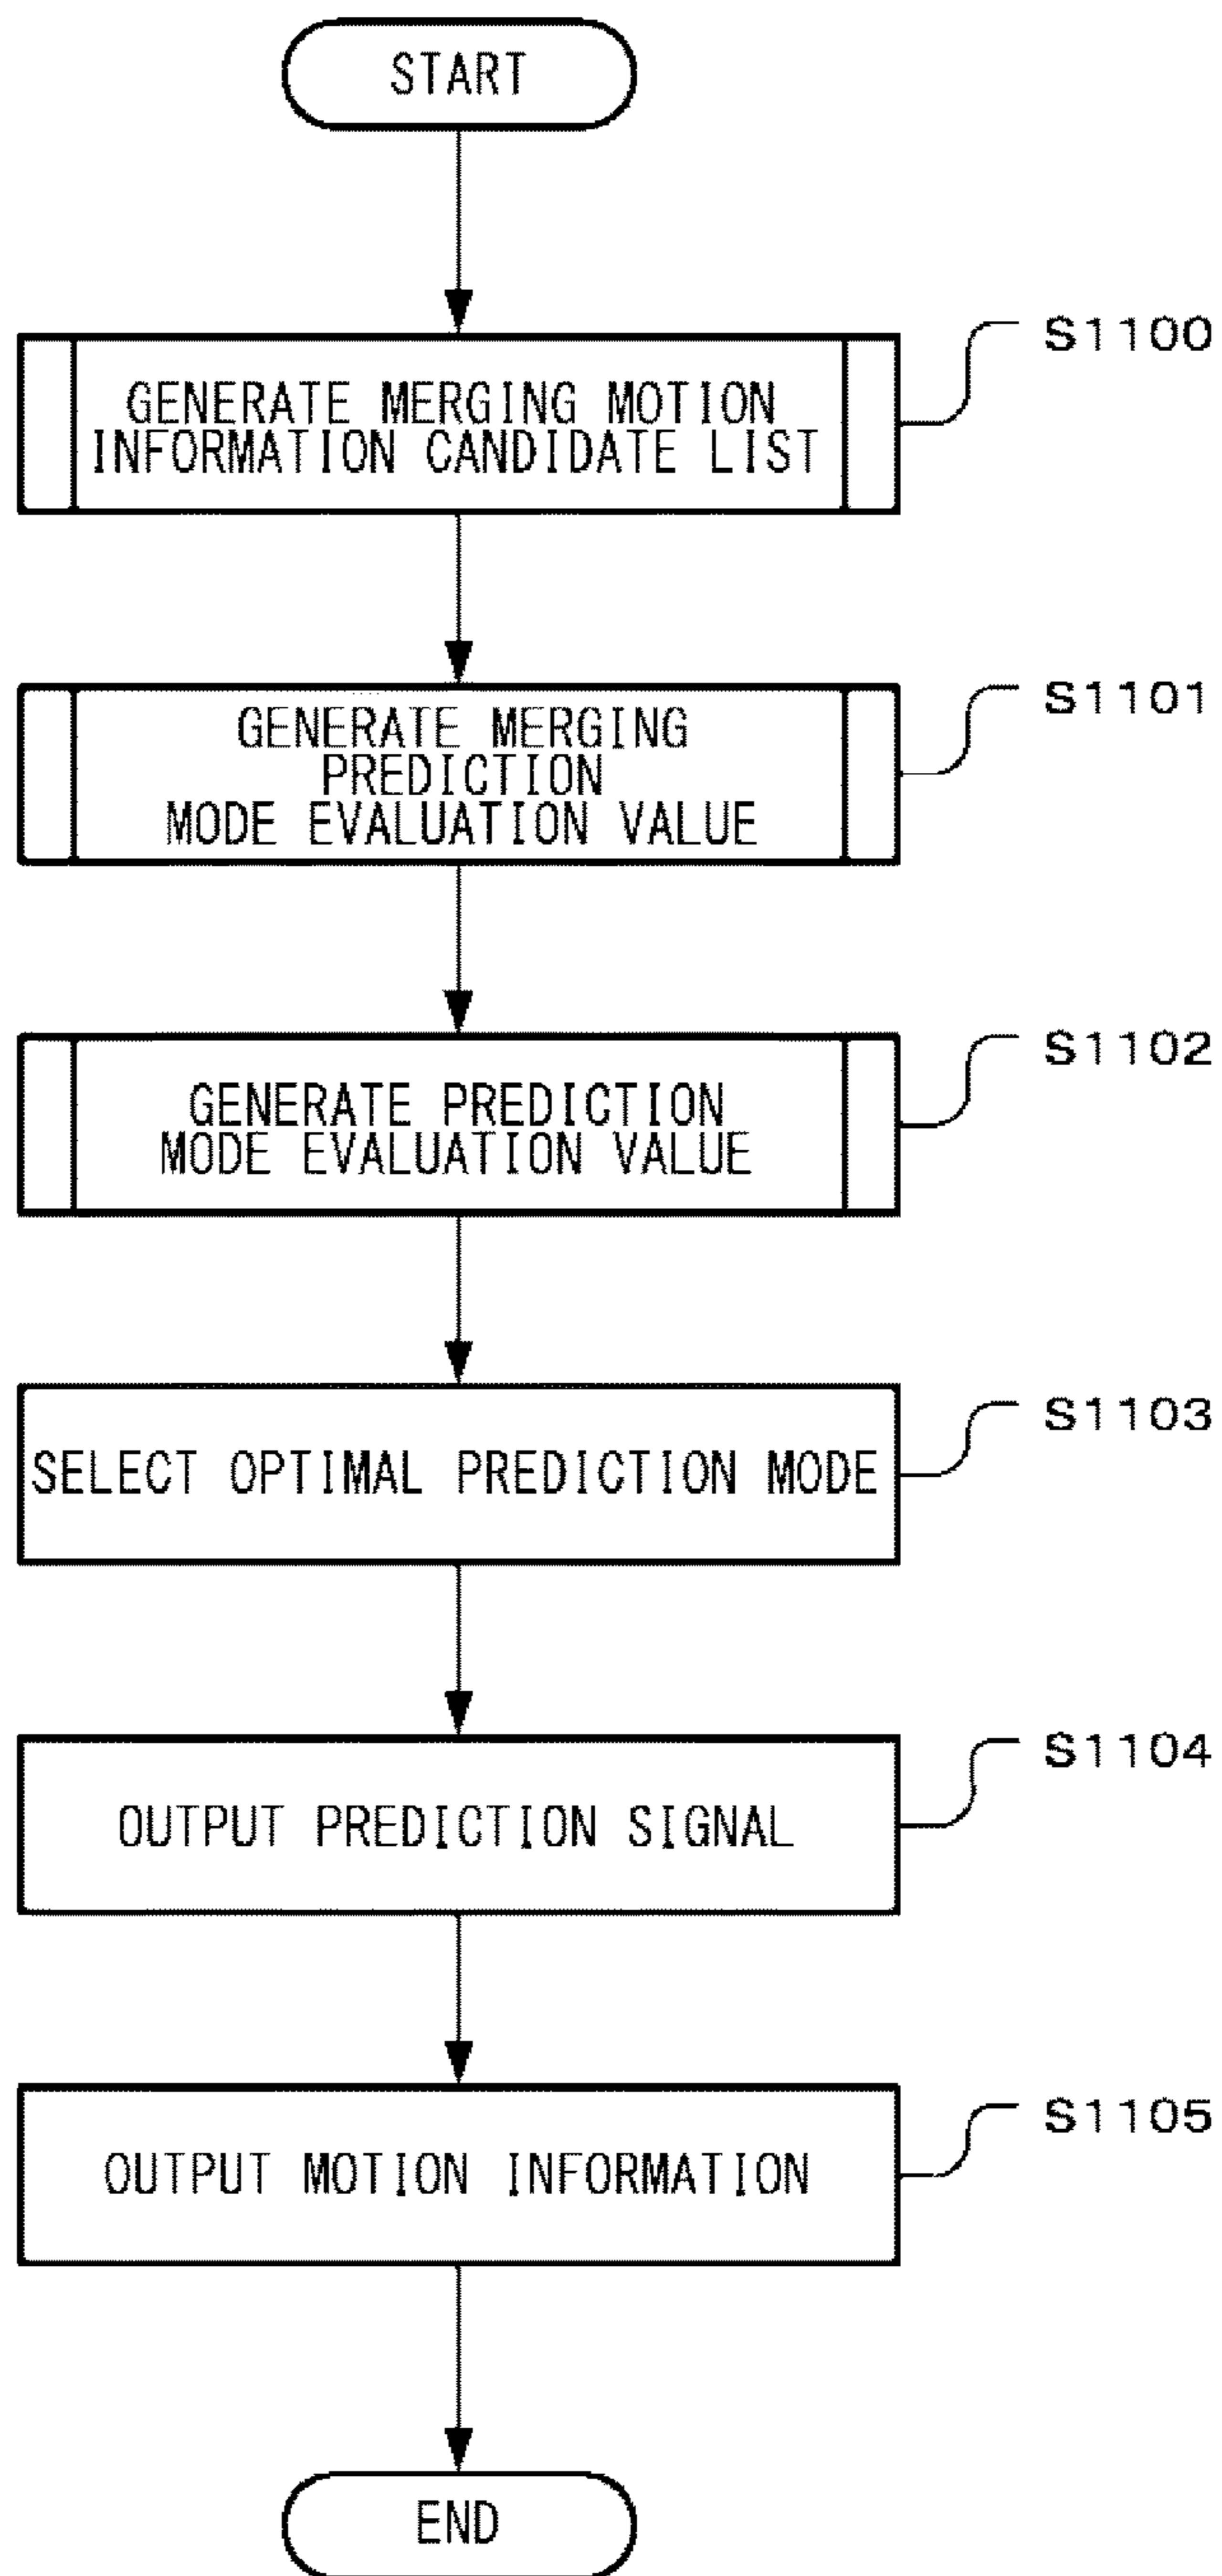 START
S1100
GENERATE MERGING MOTION
INFORMATION CANDIDATE LIST
S1101
GENERATE MERGING
PREDICTION
MODE EVALUATION VALUE
S1102
GENERATE PREDICTION
MODE EVALUATION VALUE
S1103
SELECT OPTIMAL PREDICTION MODE
S1104
OUTPUT PREDICTION SIGNAL
S1105
OUTPUT MOTION INFORMATION
END